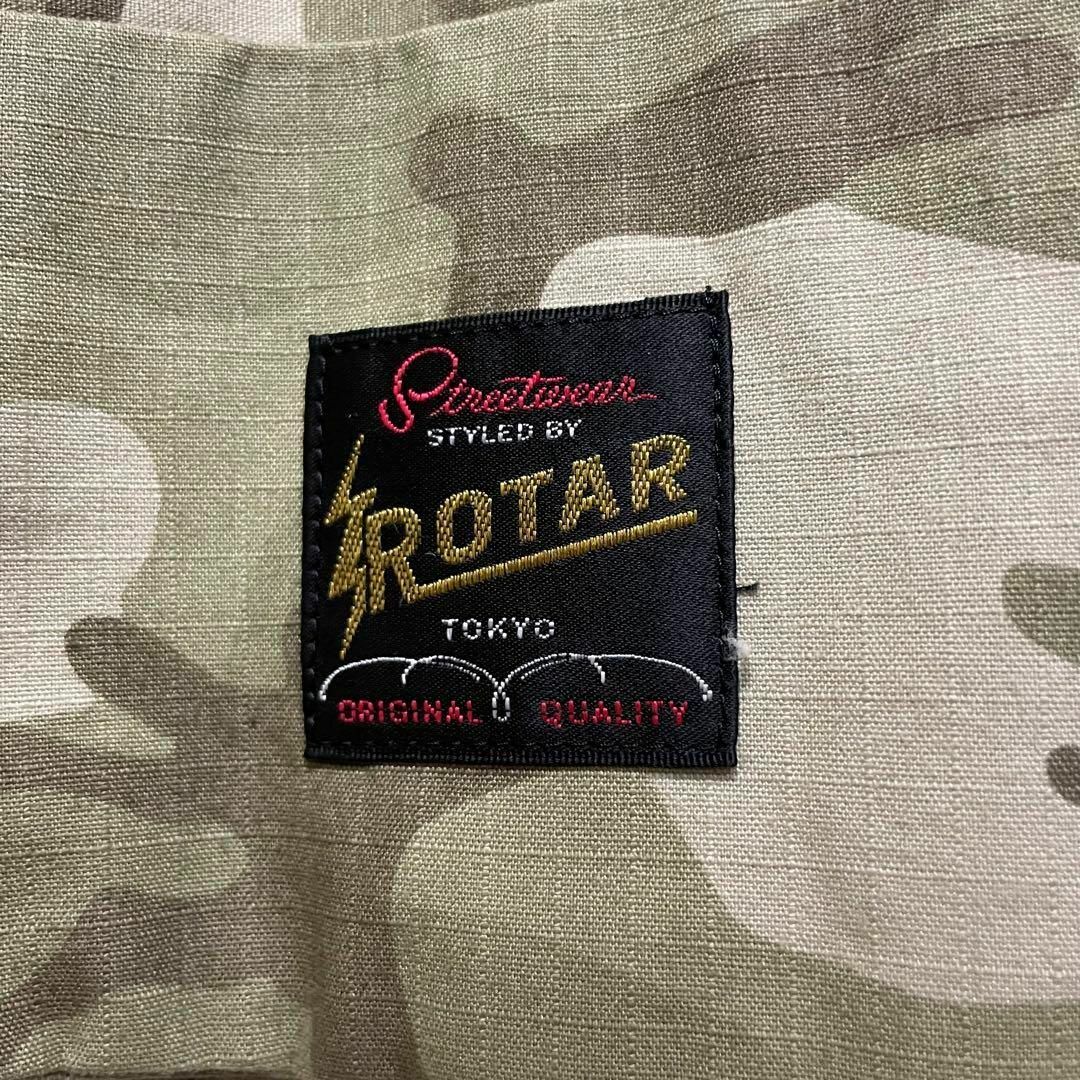 Streetwear
STYLED BY
ROTAR
TOKYO
ORIGINAL QUALITY